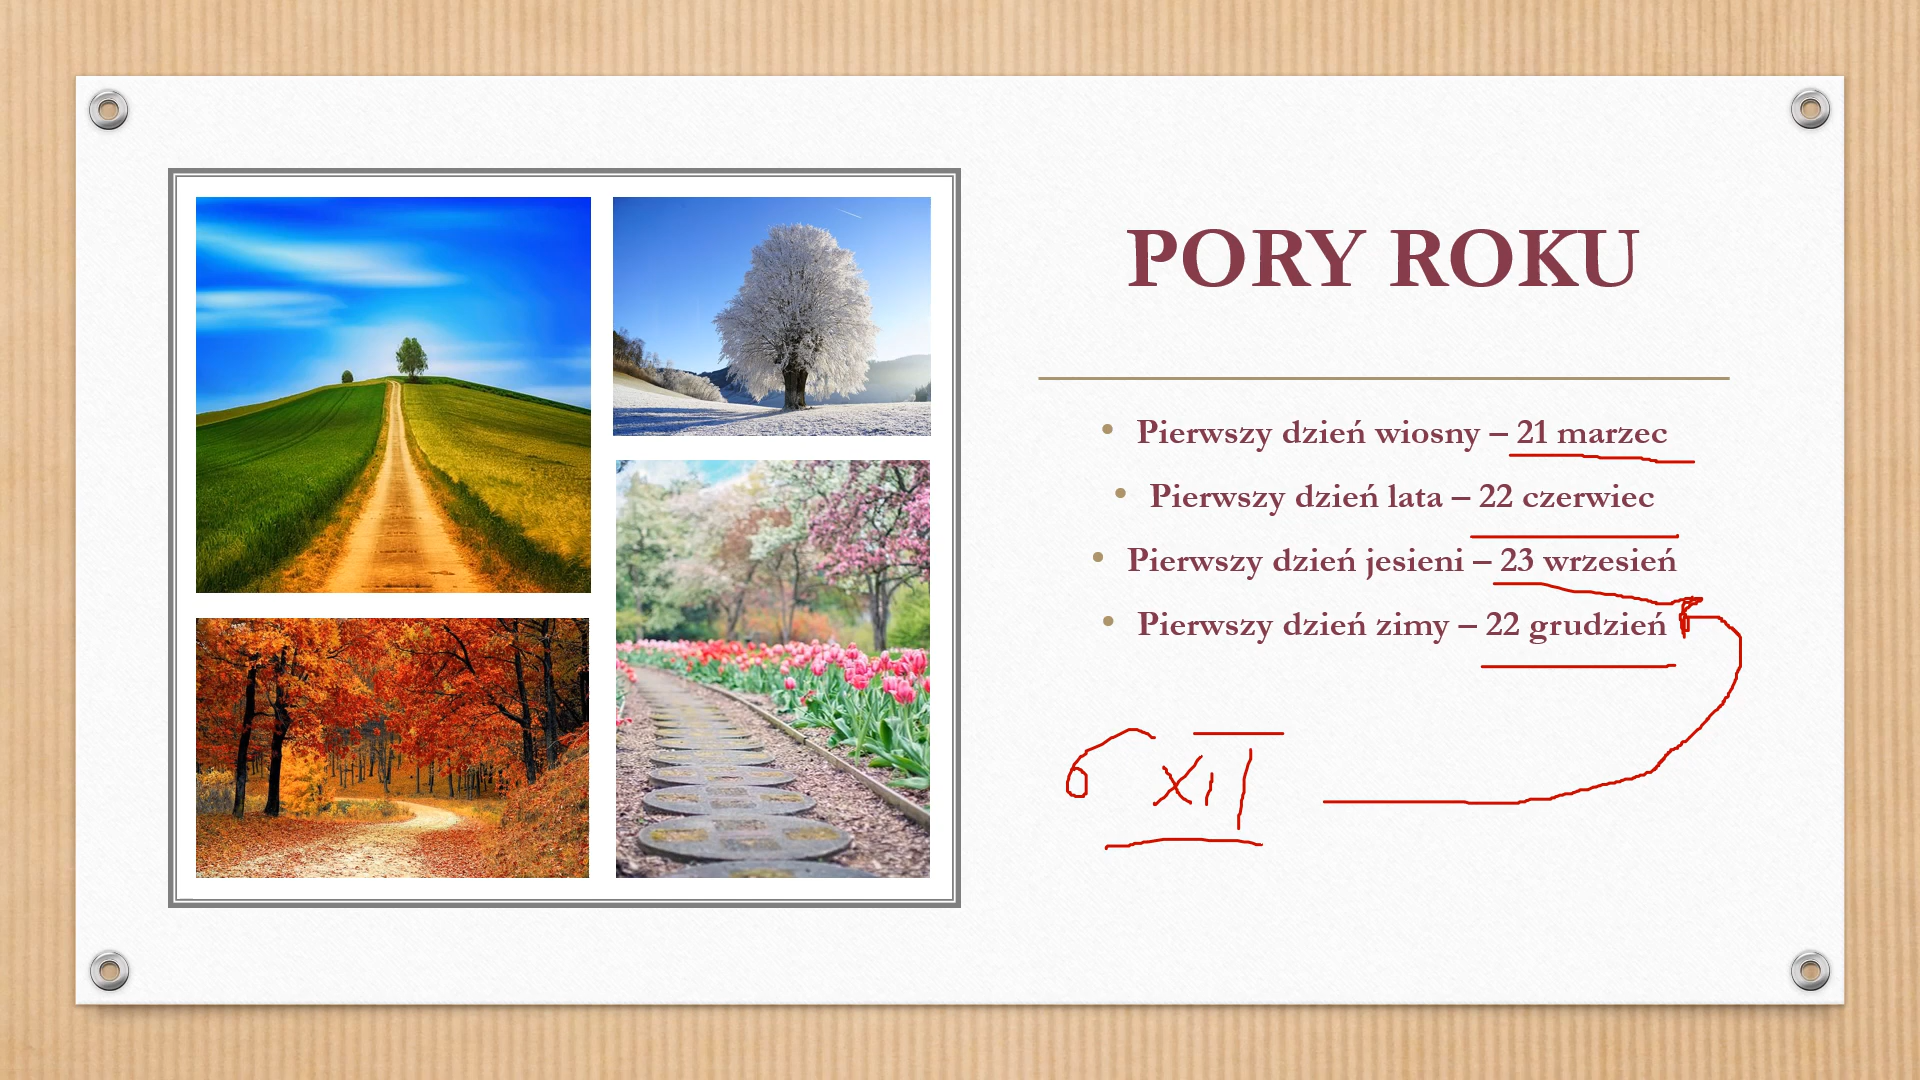 PORY ROKU
• Pierwszy dzień wiosny – 21 marzec
• Pierwszy dzień lata – 22 czerwiec
• Pierwszy dzień jesieni – 23 wrzesień
• Pierwszy dzień zimy – 22 grudzień
6 XII